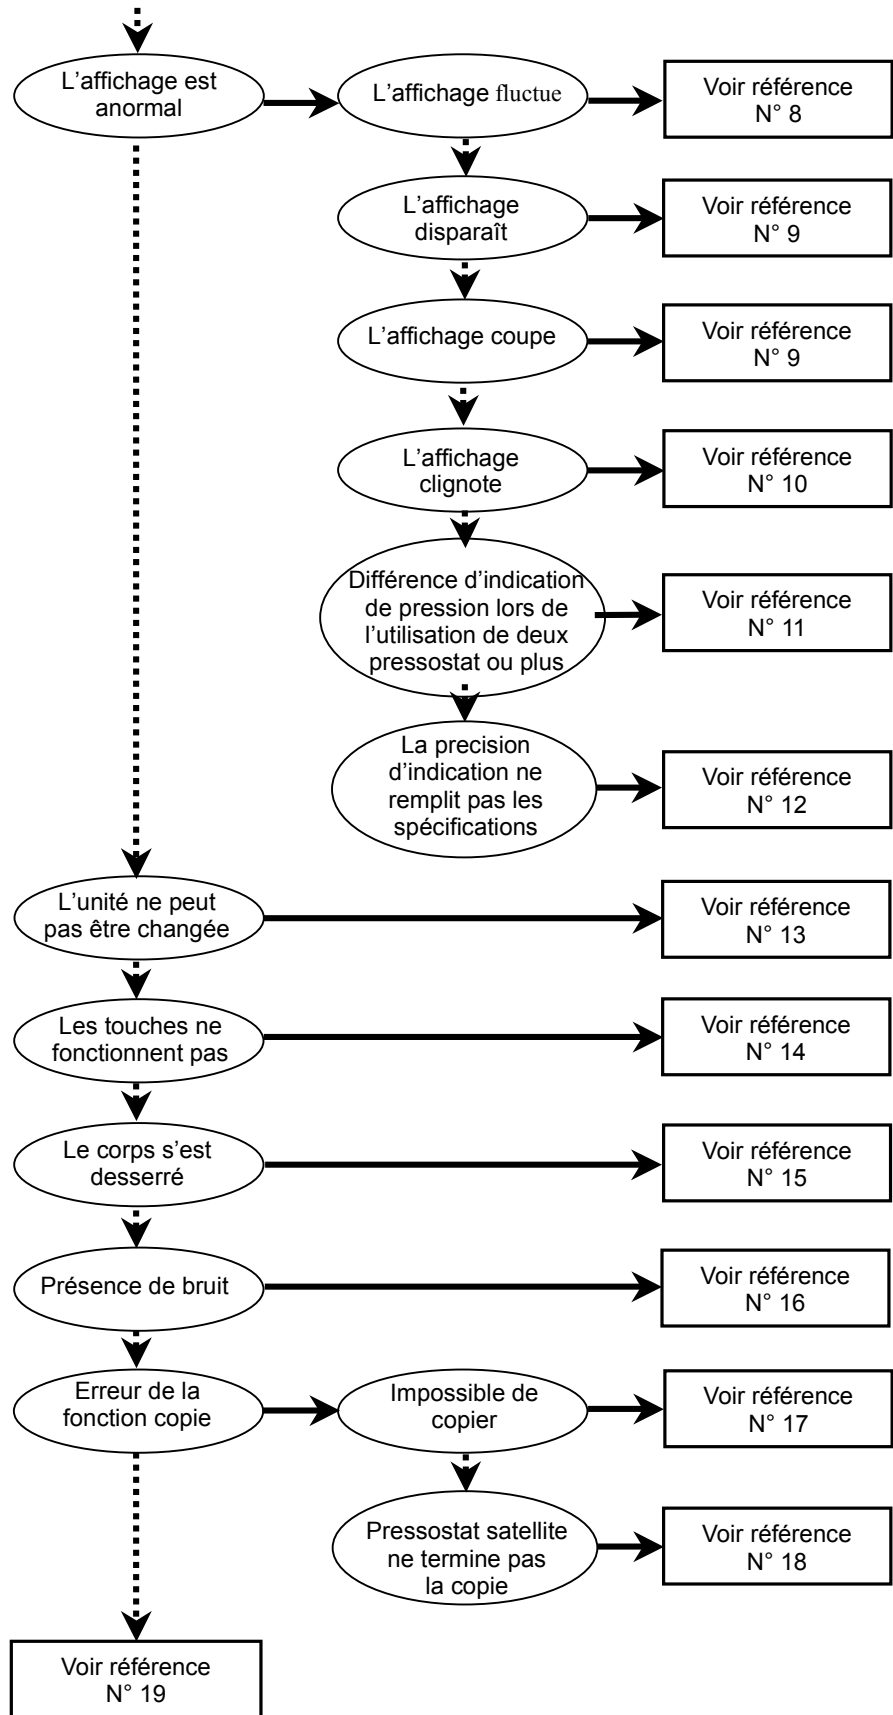 L’affichage est
anormal
L’affichage fluctue
Voir référence
N° 8
L’affichage
disparaît
Voir référence
N° 9
L’affichage coupe
Voir référence
N° 9
L’affichage
clignote
Voir référence
N° 10
Différence d’indication
de pression lors de
l’utilisation de deux
pressostat ou plus
Voir référence
N° 11
La precision
d’indication ne
remplit pas les
spécifications
Voir référence
N° 12
L’unité ne peut
pas être changée
Voir référence
N° 13
Les touches ne
fonctionnent pas
Voir référence
N° 14
Le corps s’est
desserré
Voir référence
N° 15
Présence de bruit
Voir référence
N° 16
Erreur de la
fonction copie
Impossible de
copier
Voir référence
N° 17
Pressostat satellite
ne termine pas
la copie
Voir référence
N° 18
Voir référence
N° 19